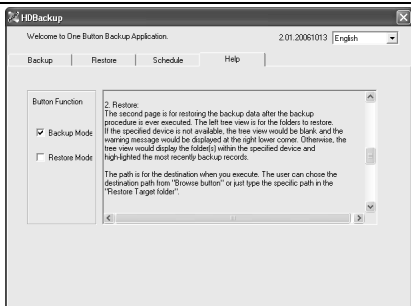 HDBackup
Welcome to One Button Backup Application.
2.01.20061013 English
Backup Restore Schedule Help
Button Function
Backup Mode
Restore Mode
2. Restore:
The second page is for restoring the backup data after the backup
procedure is ever executed. The left tree view is for the folders to restore.
If the specified device is not available, the tree view would be blank and the
warning message would be displayed at the right lower corner. Otherwise, the
tree view would display the folder(s) within the specified device and
high-lighted the most recently backup records.
The path is for the destination when you execute. The user can chose the
destination path from "Browse button" or just type the specific path in the
"Restore Target folder".